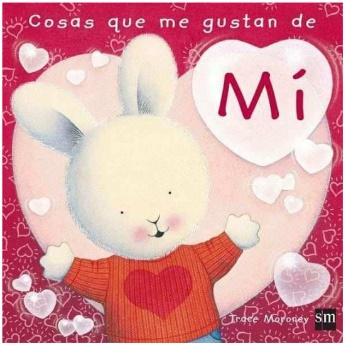 Cosas que me gustan de
Mí
Trace Moroney
sm